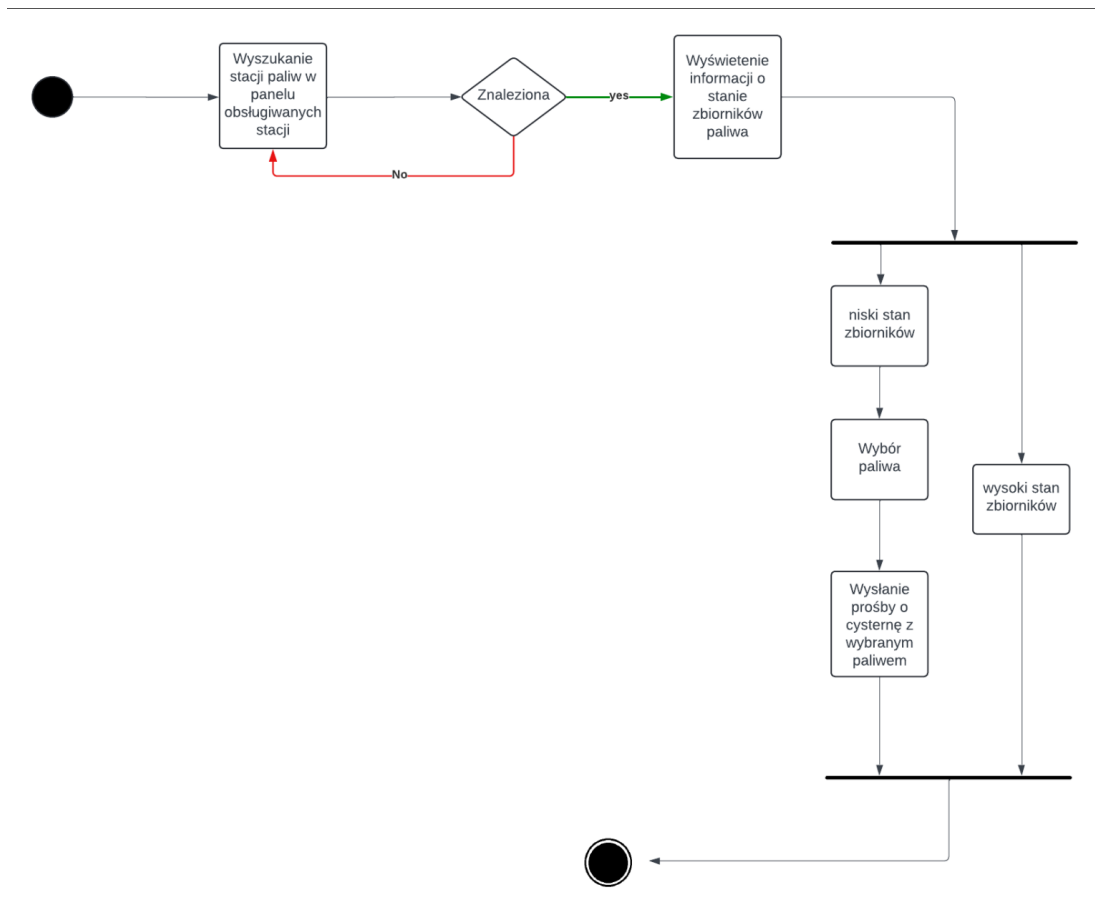 Wyszukanie
stacji paliw w
panelu
obsługiwanych
stacji
Znaleziona
yes
No
Wyświetenie
informacji o
stanie
zbiorników
paliwa
niski stan
zbiorników
Wybór
paliwa
Wysłanie
prośby o
cysternę z
wybranym
paliwem
wysoki stan
zbiorników